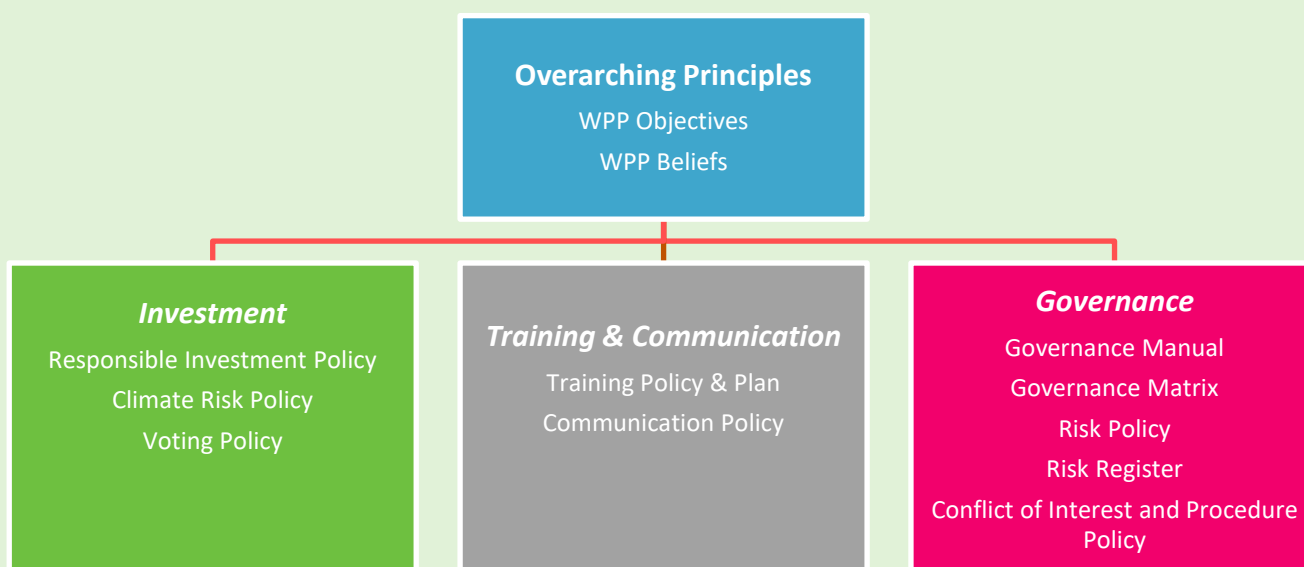 Overarching Principles
WPP Objectives
WPP Beliefs
Investment
Responsible Investment Policy
Climate Risk Policy
Voting Policy
Training & Communication
Training Policy & Plan
Communication Policy
Governance
Governance Manual
Governance Matrix
Risk Policy
Risk Register
Conflict of Interest and Procedure
Policy